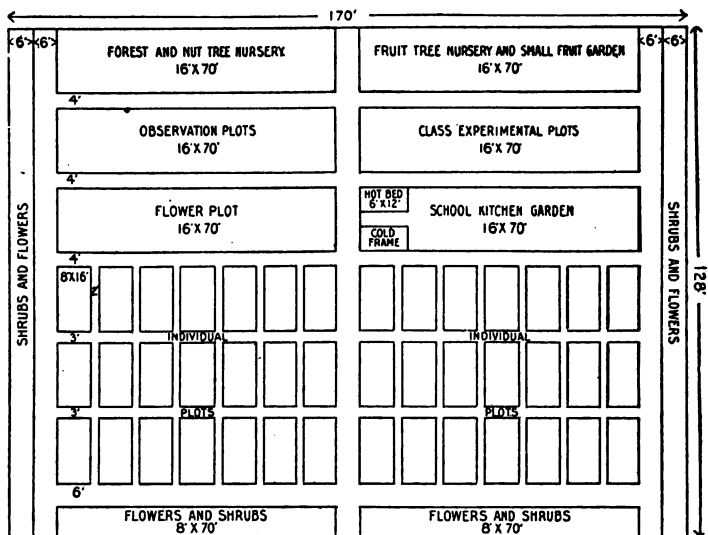 170'
<6'><6'>
FOREST AND NUT TREE NURSERY
16'X 70'
FRUIT TREE NURSERY AND SMALL FRUIT GARDEN
16'X 70'
<6'><6'>
4'
OBSERVATION PLOTS
16'X 70'
CLASS EXPERIMENTAL PLOTS
16'X 70'
4'
FLOWER PLOT
16'X 70'
HOT BED
6'X12'
SCHOOL KITCHEN GARDEN
16'X 70'
COLD
FRAME
SHRUBS AND FLOWERS
SHRUBS AND FLOWERS
128'
4'
8'X16'
2'
3'
INDIVIDUAL
INDIVIDUAL
3'
PLOTS
PLOTS
6'
FLOWERS AND SHRUBS
8' X 70'
FLOWERS AND SHRUBS
8' X 70'